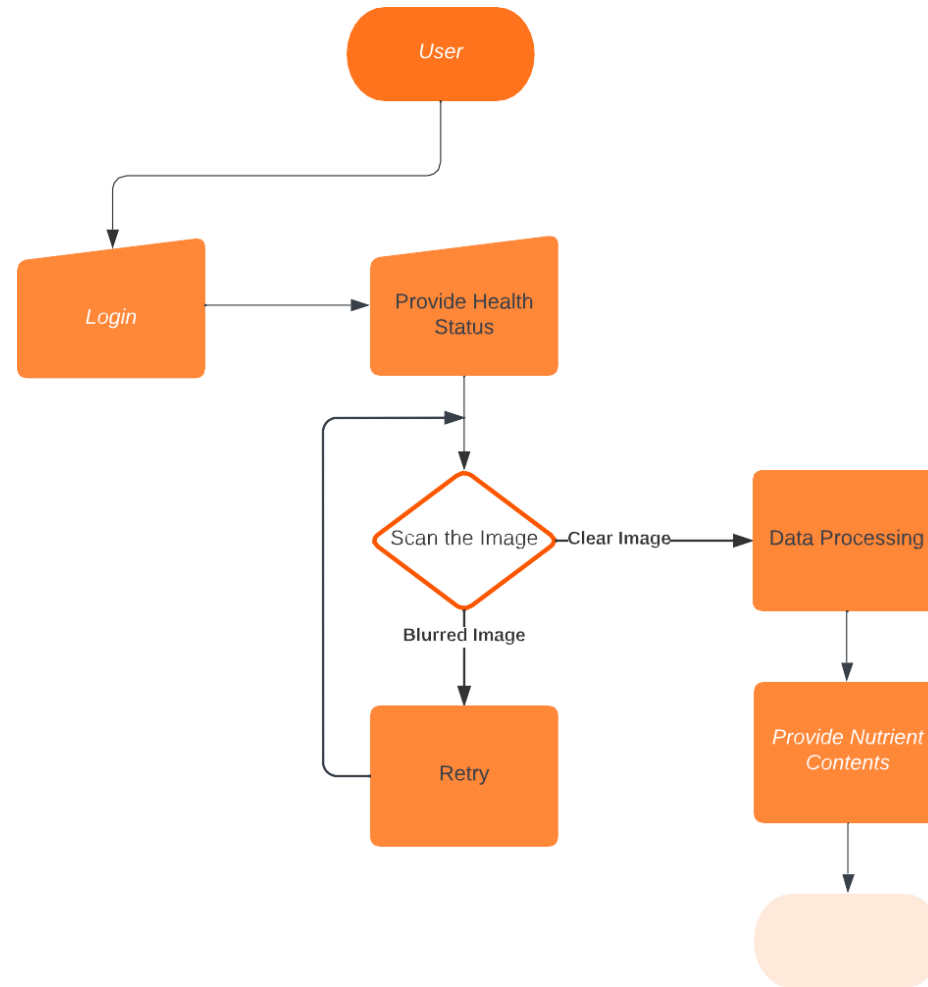 User
Login
Provide Health
Status
Scan the Image
Clear Image
Data Processing
Blurred Image
Provide Nutrient
Contents
Retry